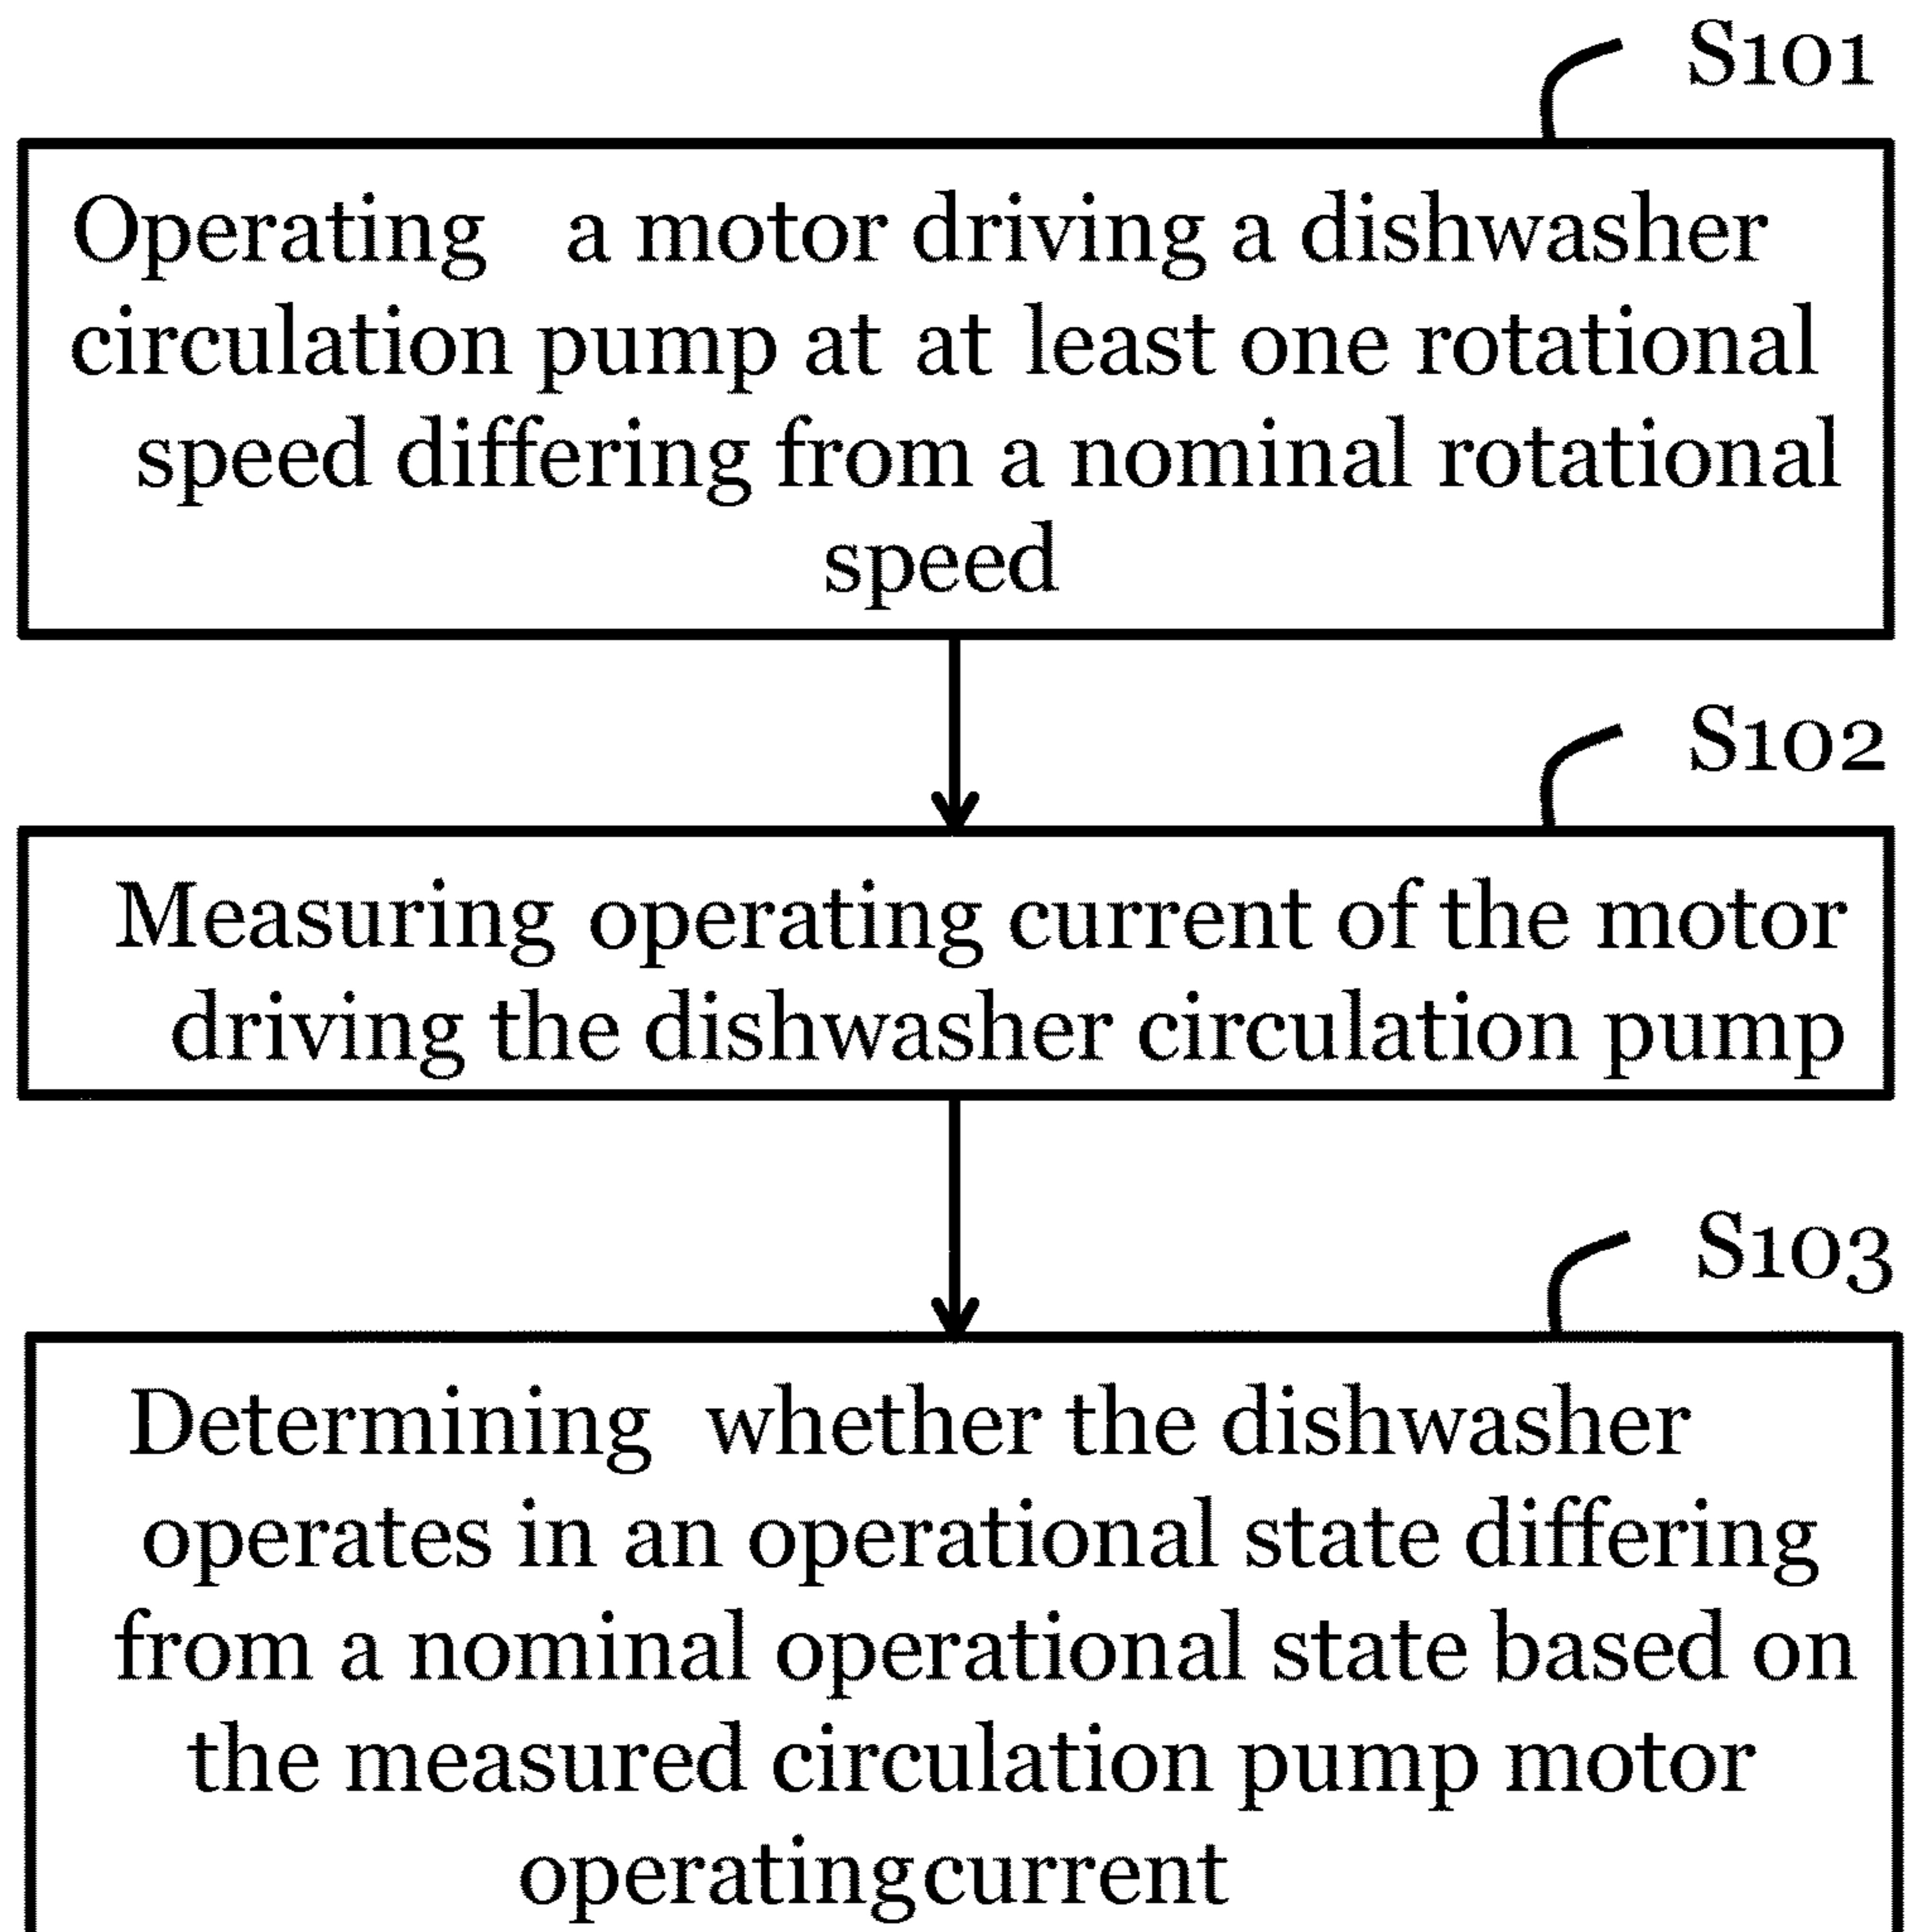 S101
Operating a motor driving a dishwasher
circulation pump at at least one rotational
speed differing from a nominal rotational
speed
S102
Measuring operating current of the motor
driving the dishwasher circulation pump
S103
Determining whether the dishwasher
operates in an operational state differing
from a nominal operational state based on
the measured circulation pump motor
operatingcurrent